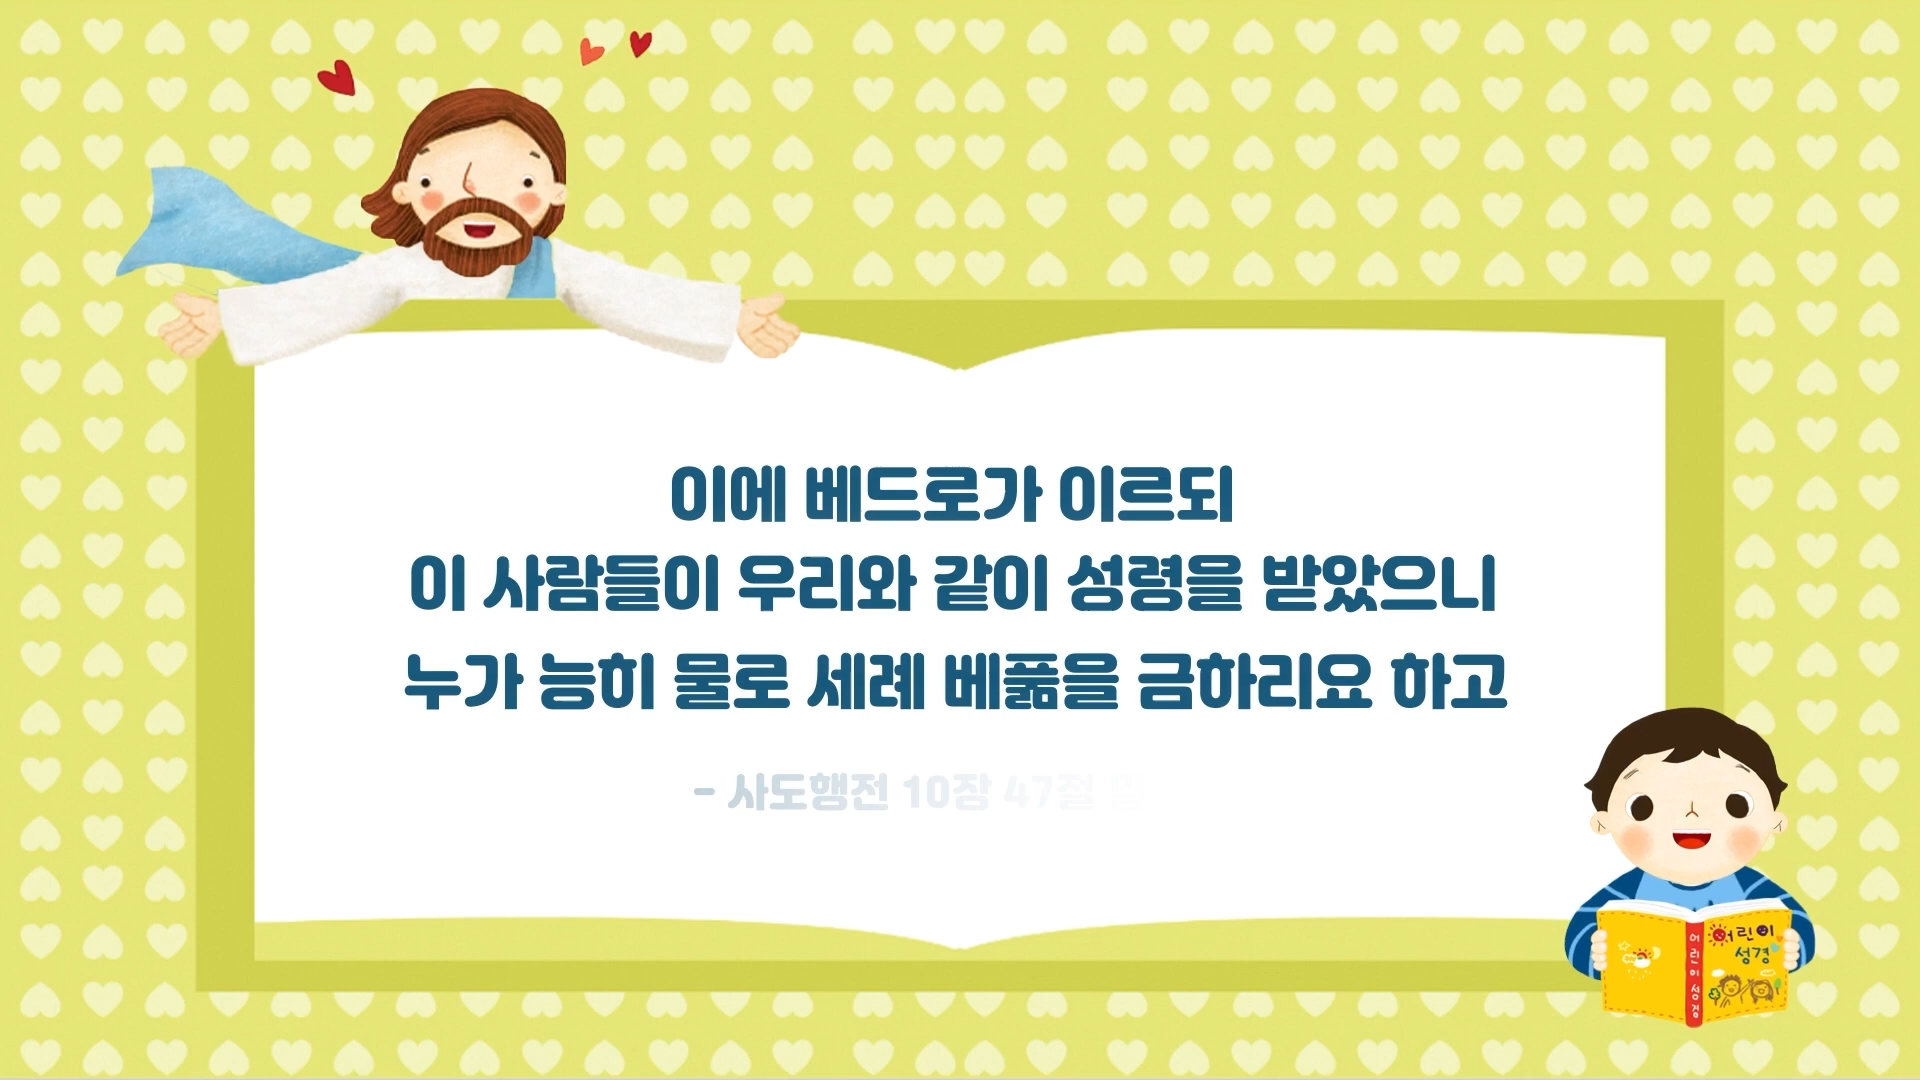 이에 베드로가 이르되
이 사람들이 우리와 같이 성령을 받았으니
누가 능히 물로 세례 베풂을 금하리요 하고
- 사도행전 10장 47절
어린이 성경
어린이
성경